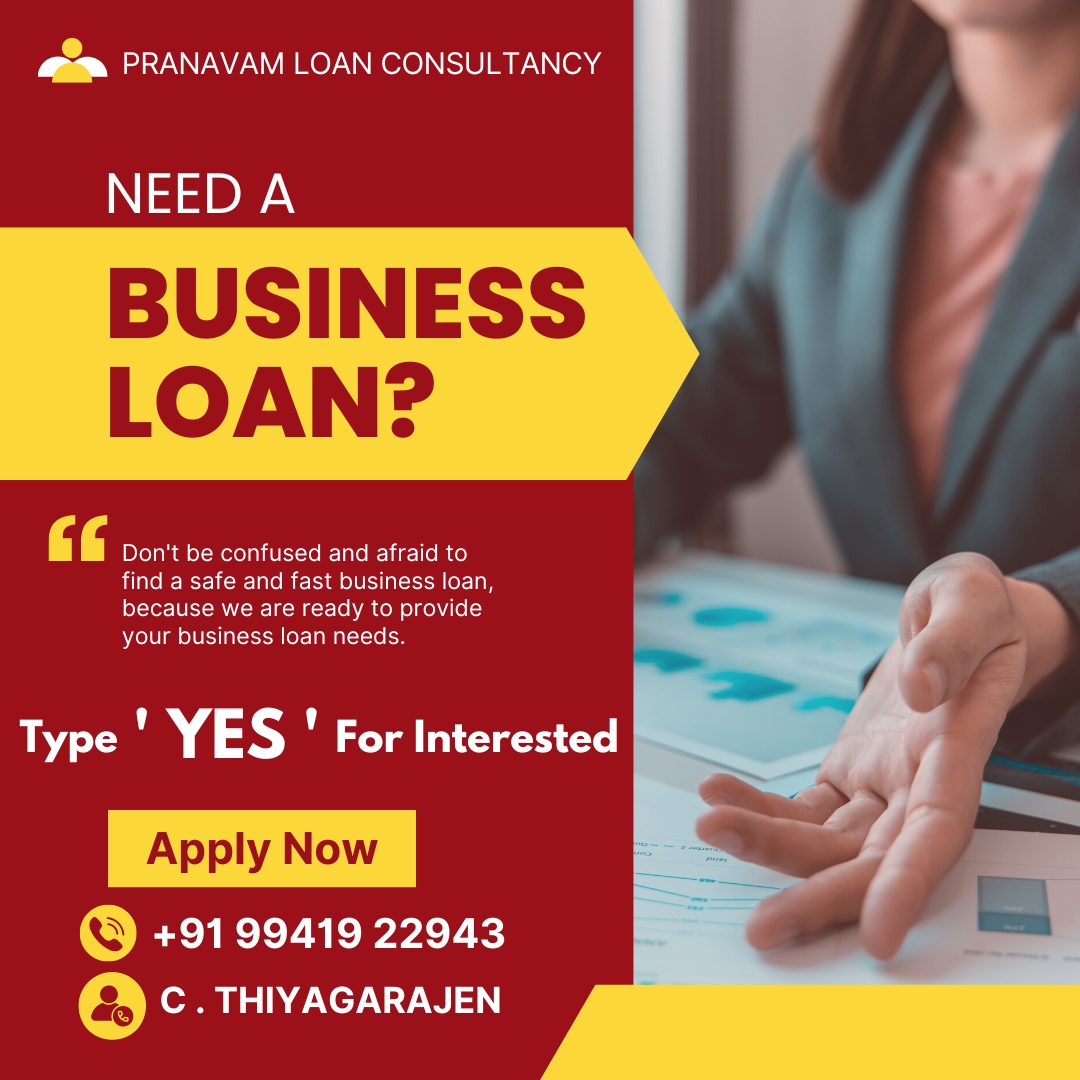 PRANAVAM LOAN CONSULTANCY
NEED A
BUSINESS
LOAN?
Don't be confused and afraid to
find a safe and fast business loan,
because we are ready to provide
your business loan needs.
Type ' YES ' For Interested
Apply Now
+91 99419 22943
C . THIYAGARAJEN